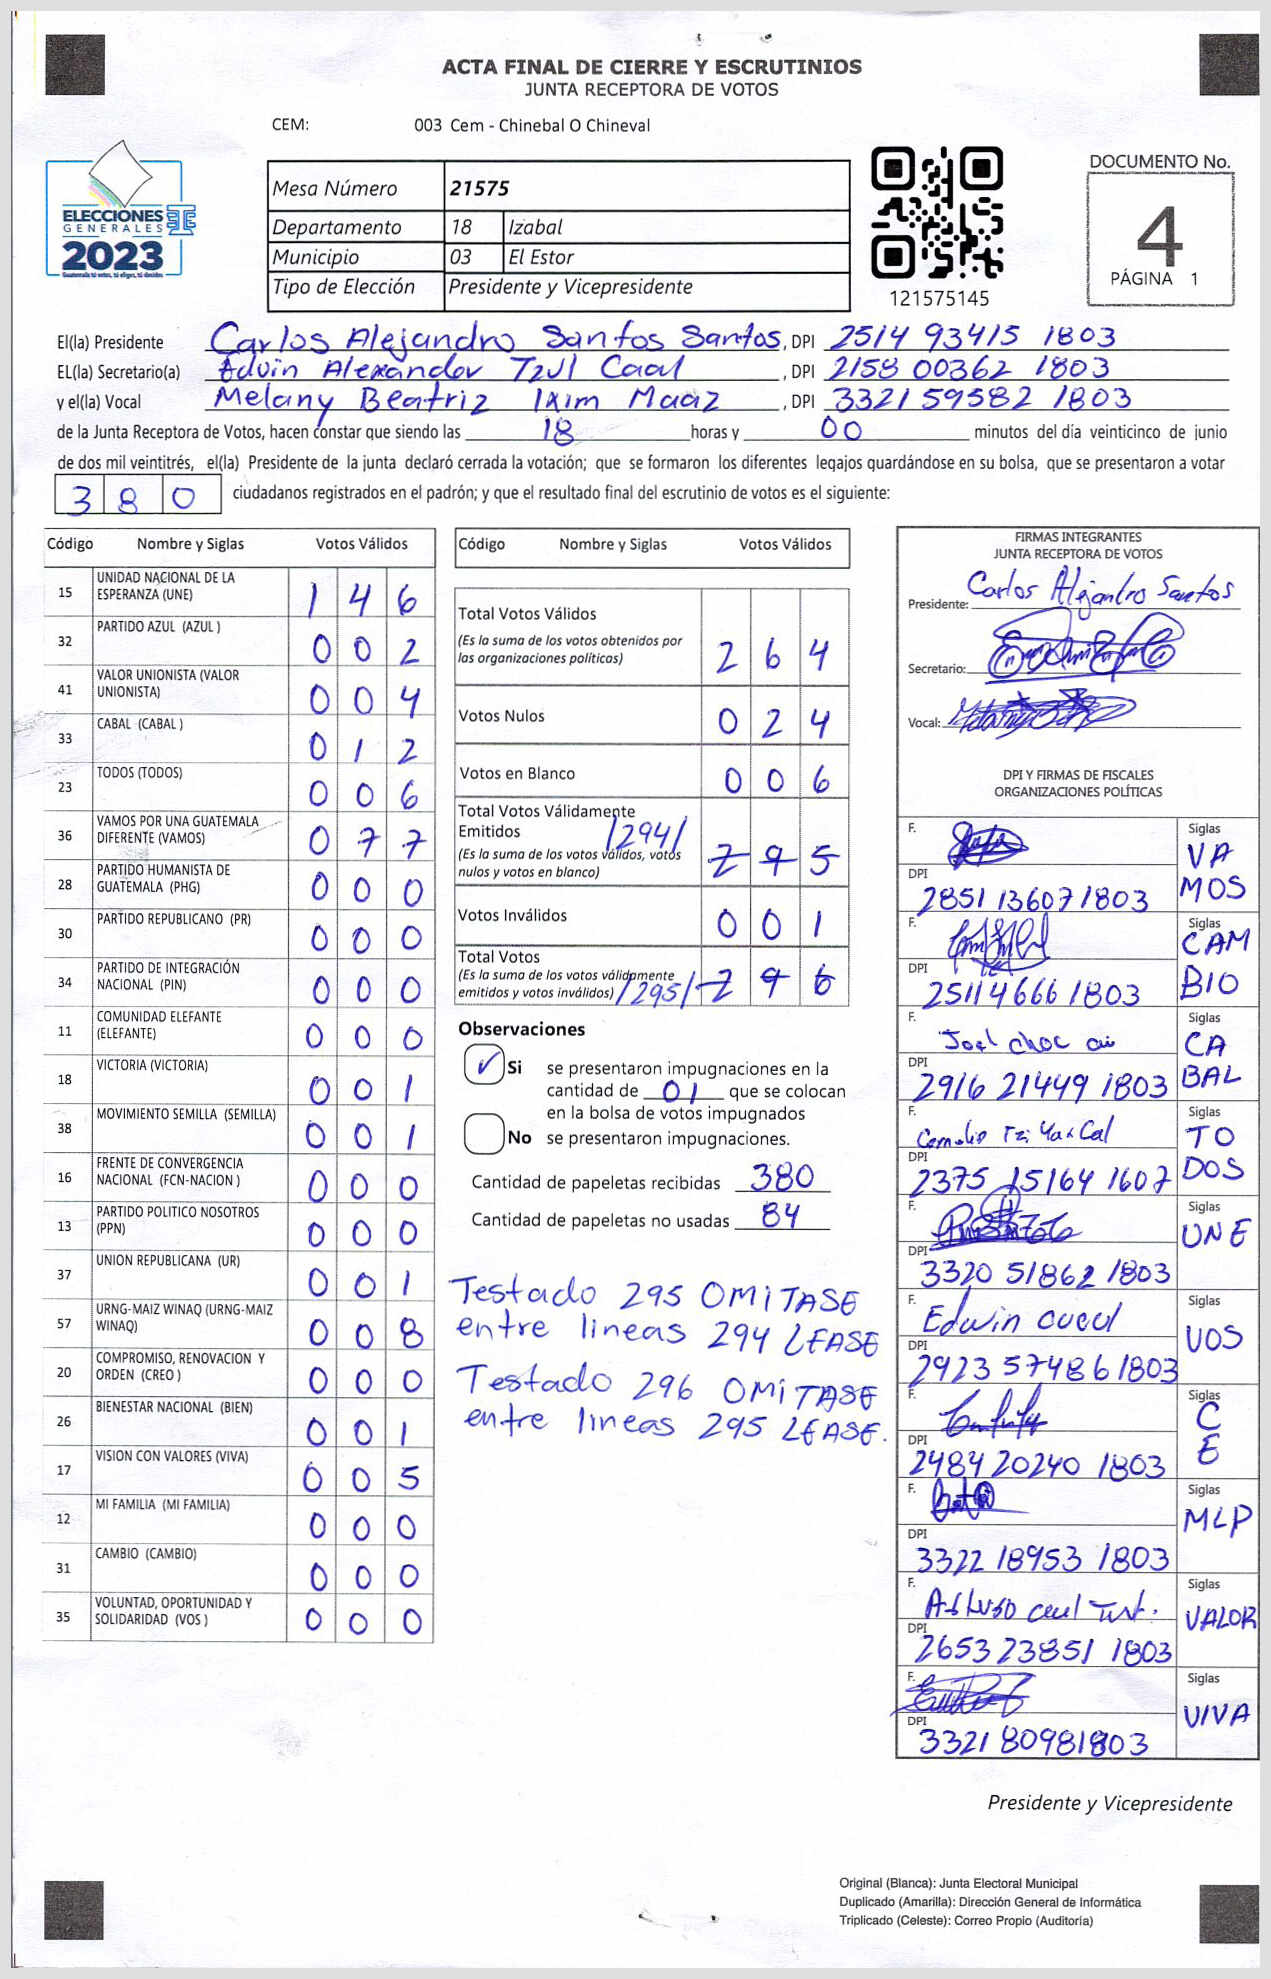 ACTA FINAL DE CIERRE Y ESCRUTINIOS
JUNTA RECEPTORA DE VOTOS
CEM: 003 Cem - Chinebal O Chineval
ELECCIONES
GENERALES
2023
Mesa Número 21575
Departamento 18 Izabal
Municipio 03 El Estor
Tipo de Elección Presidente y Vicepresidente
121575145
DOCUMENTO No.
4
PÁGINA 1
El(la) Presidente Carlos Alejandro Santos Santos, DPI 2514 93415 1803
EL(la) Secretario(a) Edvin Alexander Tzul Caal, DPI 2158 00362 1803
y el(la) Vocal Melany Beatriz Ixim Maaz, DPI 3321 59582 1803
de la Junta Receptora de Votos, hacen constar que siendo las 18 horas y 00 minutos del día veinticinco de junio
de dos mil veintitrés, el(la) Presidente de la junta declaró cerrada la votación; que se formaron los diferentes legajos guardándose en su bolsa, que se presentaron a votar
380 ciudadanos registrados en el padrón; y que el resultado final del escrutinio de votos es el siguiente:
Código Nombre y Siglas Votos Válidos
15 UNIDAD NACIONAL DE LA ESPERANZA (UNE) 1 4 6
32 PARTIDO AZUL (AZUL ) 0 0 2
41 VALOR UNIONISTA (VALOR UNIONISTA) 0 0 4
33 CABAL (CABAL ) 0 1 2
23 TODOS (TODOS) 0 0 6
36 VAMOS POR UNA GUATEMALA DIFERENTE (VAMOS) 0 7 7
28 PARTIDO HUMANISTA DE GUATEMALA (PHG) 0 0 0
30 PARTIDO REPUBLICANO (PR) 0 0 0
34 PARTIDO DE INTEGRACIÓN NACIONAL (PIN) 0 0 0
11 COMUNIDAD ELEFANTE (ELEFANTE) 0 0 0
18 VICTORIA (VICTORIA) 0 0 1
38 MOVIMIENTO SEMILLA (SEMILLA) 0 0 1
16 FRENTE DE CONVERGENCIA NACIONAL (FCN-NACION ) 0 0 0
13 PARTIDO POLITICO NOSOTROS (PPN) 0 0 0
37 UNION REPUBLICANA (UR) 0 0 1
57 URNG-MAIZ WINAQ (URNG-MAIZ WINAQ) 0 0 8
20 COMPROMISO, RENOVACION Y ORDEN (CREO ) 0 0 0
26 BIENESTAR NACIONAL (BIEN) 0 0 1
17 VISION CON VALORES (VIVA) 0 0 5
12 MI FAMILIA (MI FAMILIA) 0 0 0
31 CAMBIO (CAMBIO) 0 0 0
35 VOLUNTAD, OPORTUNIDAD Y SOLIDARIDAD (VOS ) 0 0 0
Código Nombre y Siglas Votos Válidos
Total Votos Válidos
(Es la suma de los votos obtenidos por
las organizaciones políticas) 2 6 4
Votos Nulos 0 2 4
Votos en Blanco 0 0 6
Total Votos Válidamente
Emitidos /294/
(Es la suma de los votos válidos, votos
nulos y votos en blanco) 2 9 5
Votos Inválidos 0 0 1
Total Votos
(Es la suma de los votos válidamente
emitidos y votos inválidos) /295/ 2 9 6
Observaciones
✓ Si se presentaron impugnaciones en la
cantidad de 01 que se colocan
en la bolsa de votos impugnados
No se presentaron impugnaciones.
Cantidad de papeletas recibidas 380
Cantidad de papeletas no usadas 84
Testado 295 OMITASE
entre lineas 294 LEASE
Testado 296 OMITASE
entre lineas 295 LEASE.
FIRMAS INTEGRANTES
JUNTA RECEPTORA DE VOTOS
Presidente: Carlos Alejandro Santos
Secretario:
Vocal:
DPI Y FIRMAS DE FISCALES
ORGANIZACIONES POLÍTICAS
F. Siglas VAMOS
DPI 2851 13607 1803
F. Siglas CAMBIO
DPI 2511 4666 1803
F. Joel choc Siglas CABAL
DPI 2916 21449 1803
F. Siglas TODOS
DPI 2375 15164 1607
F. Siglas UNE
DPI 3320 51862 1803
F. Edwin cucul Siglas VOS
DPI 2923 57486 1803
F. Siglas CE
DPI 2484 20240 1803
F. Siglas MLP
DPI 3322 18953 1803
F. Siglas VALOR
DPI 2653 23851 1803
F. Siglas VIVA
DPI 3321 80981803
Presidente y Vicepresidente
Original (Blanca): Junta Electoral Municipal
Duplicado (Amarilla): Dirección General de Informática
Triplicado (Celeste): Correo Propio (Auditoría)